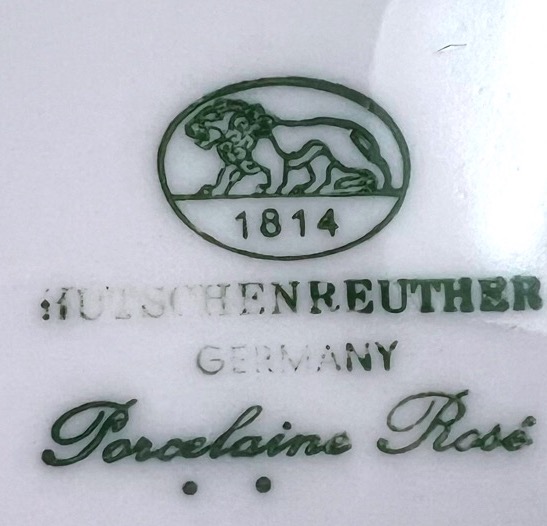 1814
HUTSCHENREUTHER
GERMANY
Porcelaine Rosé